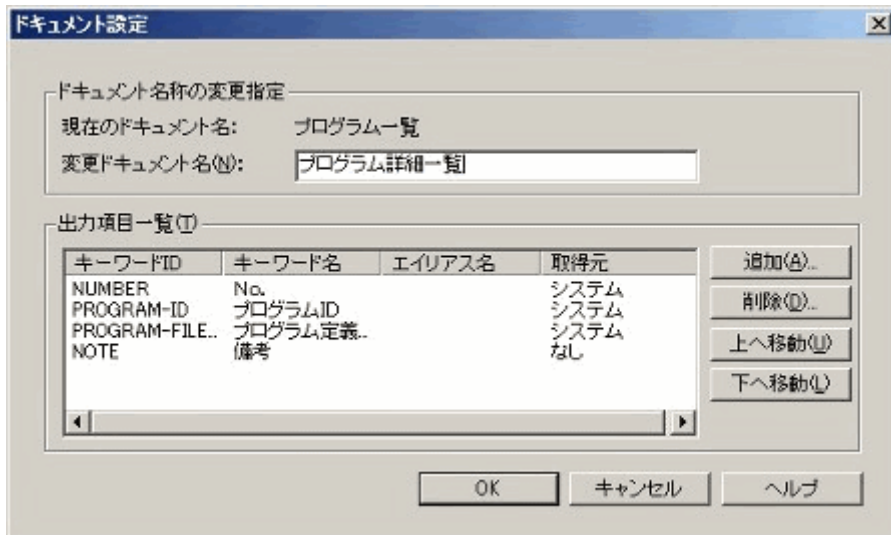 ドキュメント設定
ドキュメント名称の変更指定
現在のドキュメント名: プログラム一覧
変更ドキュメント名(N): プログラム詳細一覧
出力項目一覧(T)
キーワードID キーワード名 エイリアス名 取得元
NUMBER No. システム
PROGRAM-ID プログラムID システム
PROGRAM-FILE.. プログラム定義.. システム
NOTE 備考 なし
追加(A)...
削除(D)...
上へ移動(U)
下へ移動(L)
OK キャンセル ヘルプ